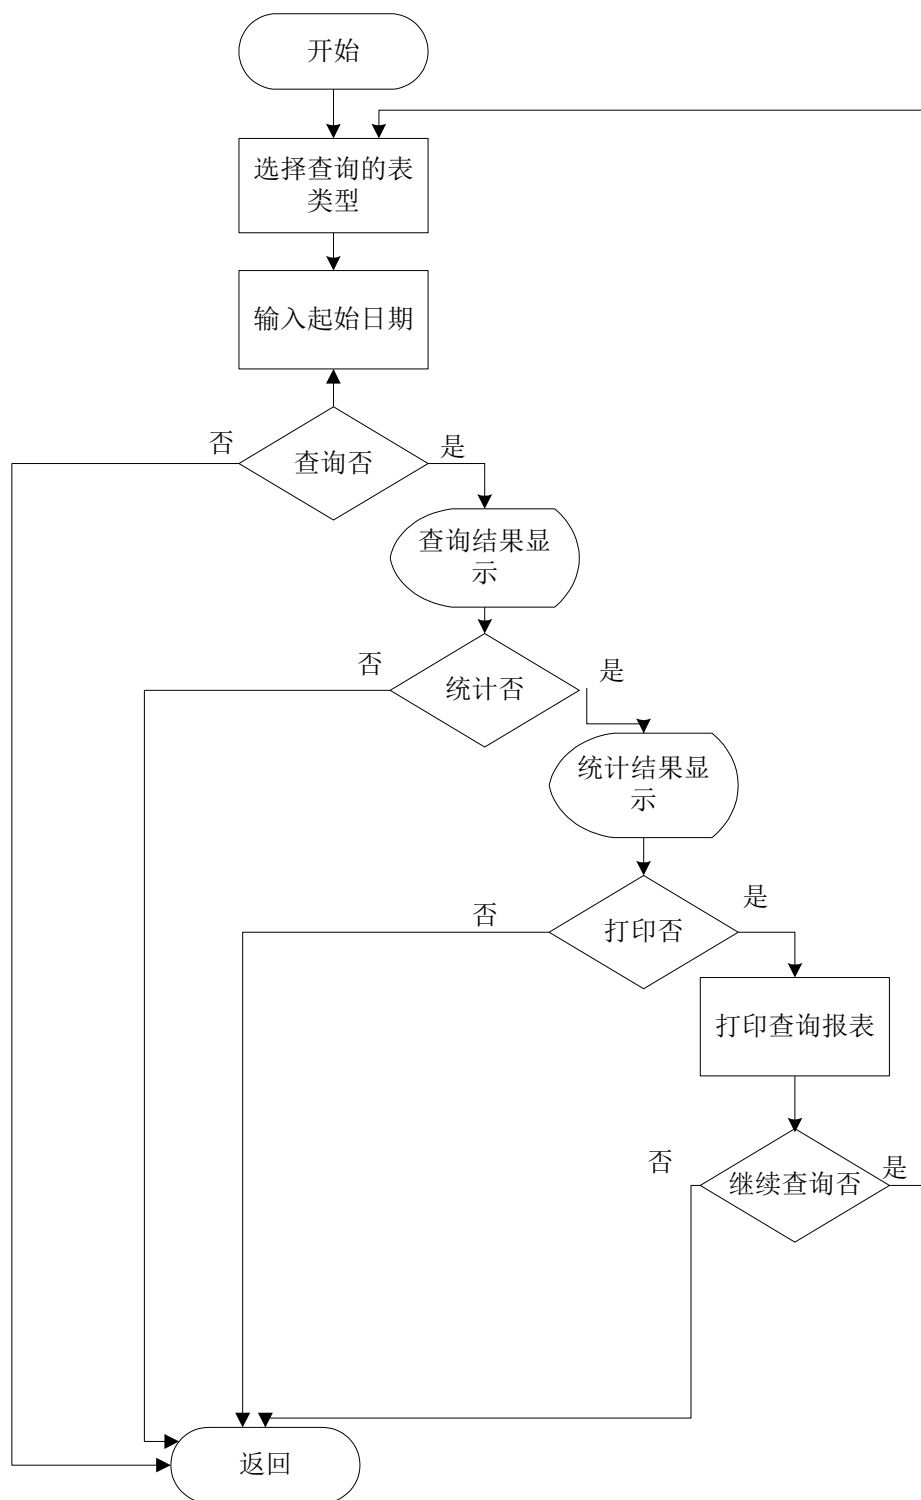 开始
选择查询的表
类型
输入起始日期
否
是
查询否
查询结果显
示
否
是
统计否
统计结果显
示
否
是
打印否
打印查询报表
否
是
继续查询否
返回